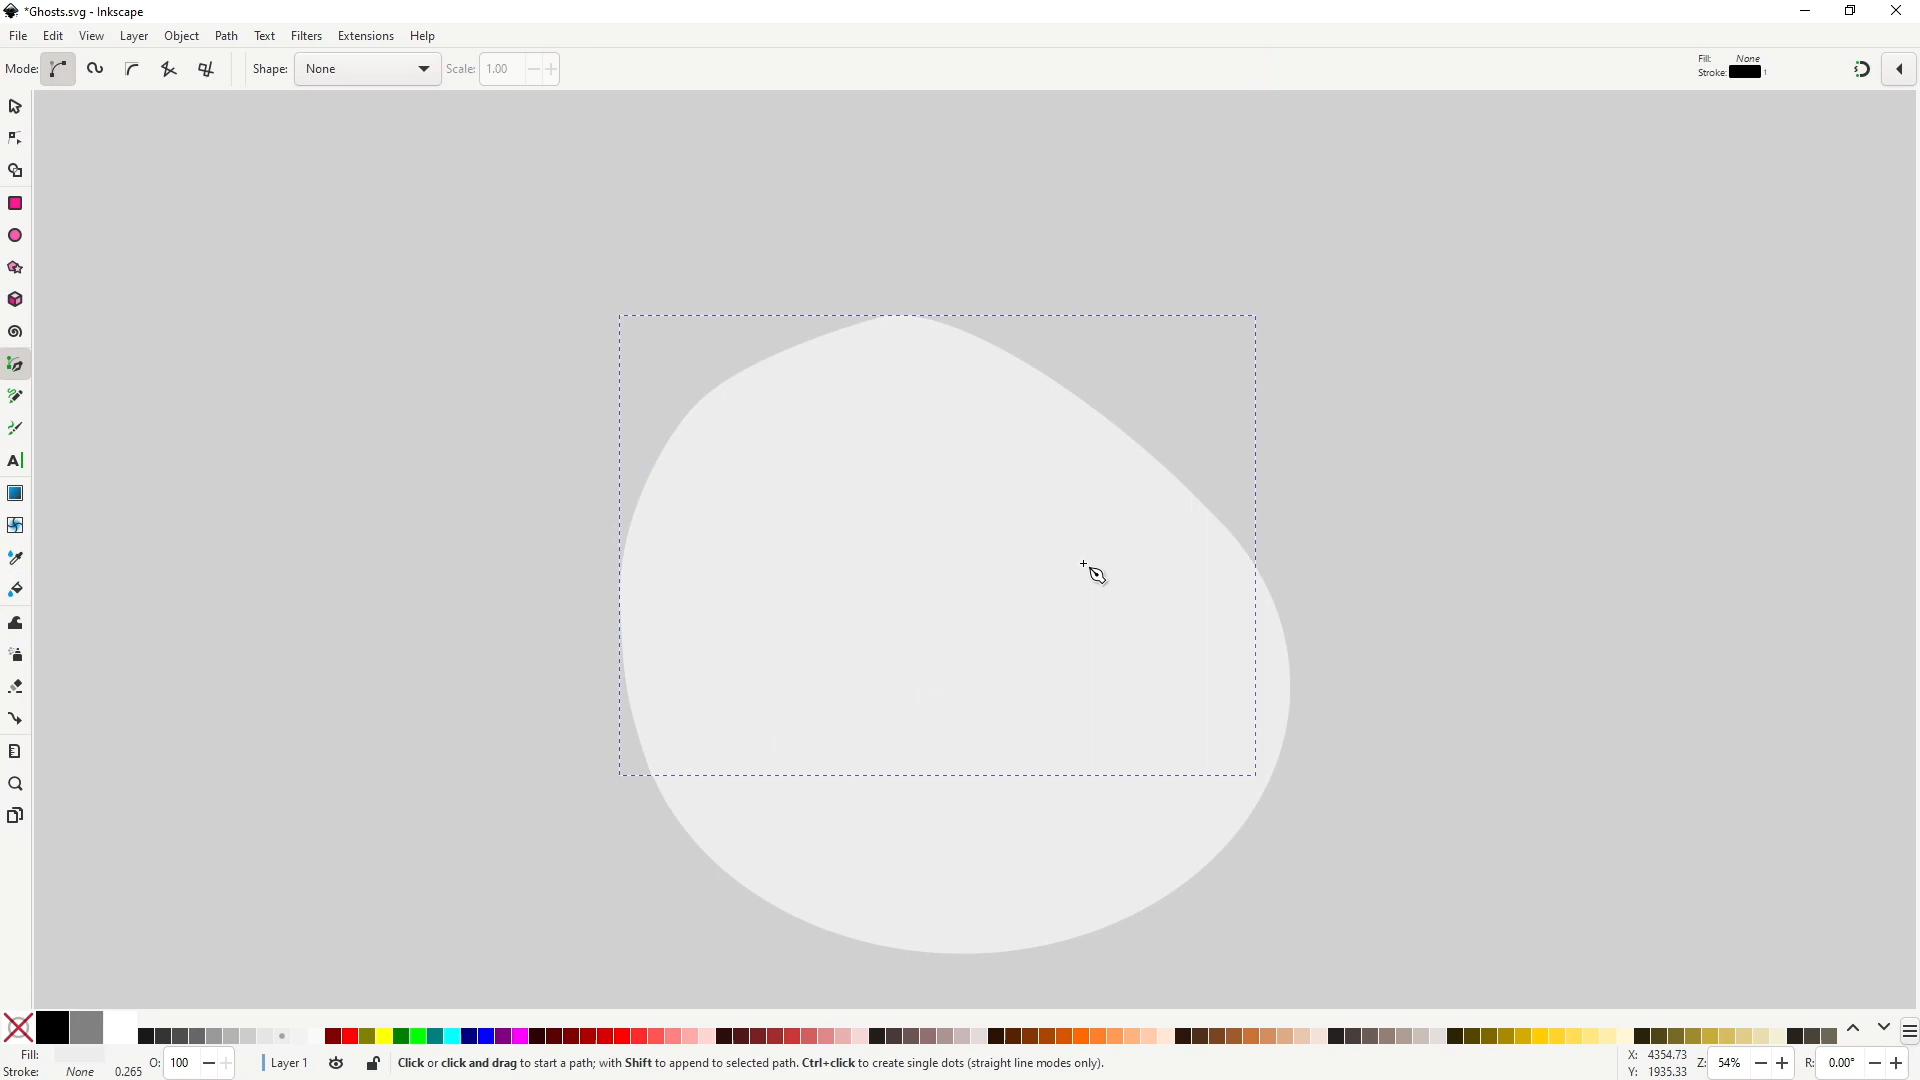 *Ghosts.svg - Inkscape
File Edit View Layer Object Path Text Filters Extensions Help
Mode: Shape: None Scale: 1.00 Fill: None
Stroke: 1
Fill:
Stroke: None 0.265 O: 100 Layer 1 Click or click and drag to start a path; with Shift to append to selected path. Ctrl+click to create single dots (straight line modes only). X: 4354.73 Z: 54% R: 0.00°
Y: 1935.33